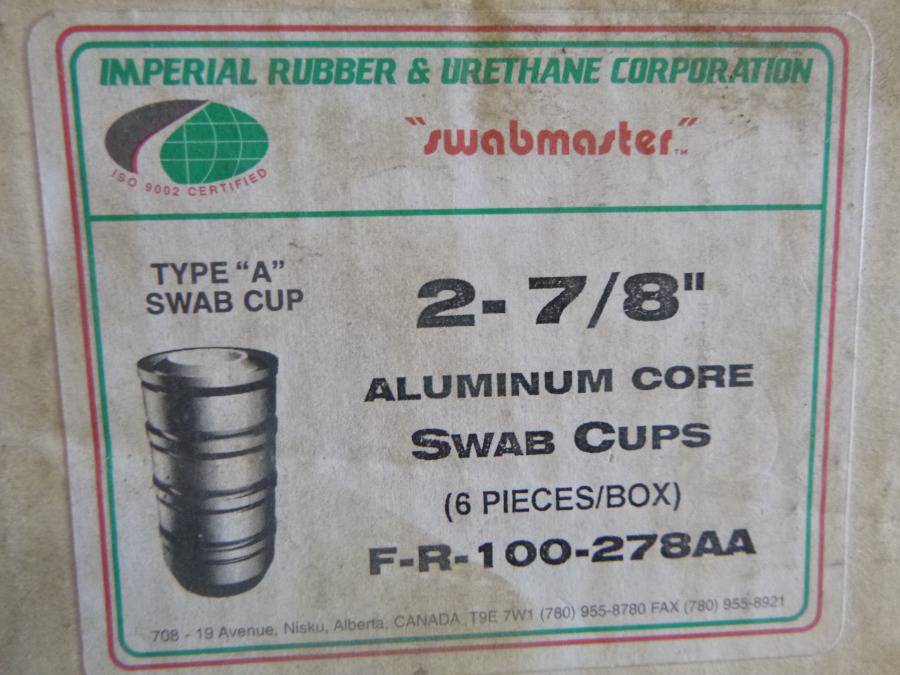 IMPERIAL RUBBER & URETHANE CORPORATION
"swabmaster"™
ISO 9002 CERTIFIED
TYPE "A"
SWAB CUP
2-7/8"
ALUMINUM CORE
SWAB CUPS
(6 PIECES/BOX)
F-R-100-278AA
708 - 19 Avenue, Nisku, Alberta, CANADA T9E 7W1 (780) 955-8780 FAX (780) 955-8921